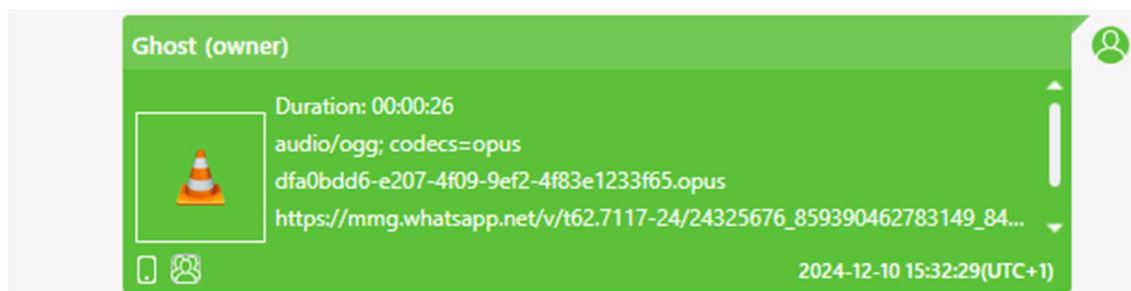 Ghost (owner)
Duration: 00:00:26
audio/ogg; codecs=opus
dfa0bdd6-e207-4f09-9ef2-4f83e1233f65.opus
https://mmg.whatsapp.net/v/t62.7117-24/24325676_859390462783149_84...
2024-12-10 15:32:29(UTC+1)